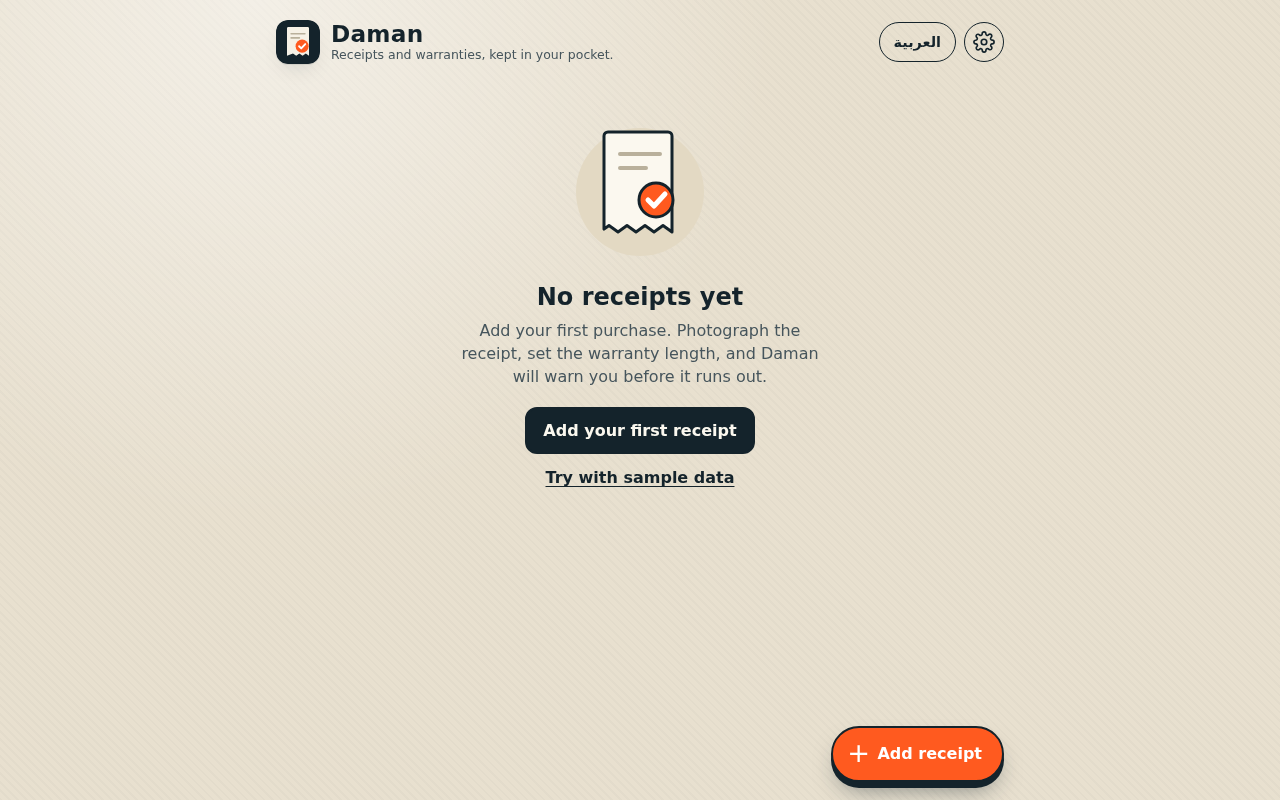 Daman
Receipts and warranties, kept in your pocket.
العربية
No receipts yet
Add your first purchase. Photograph the
receipt, set the warranty length, and Daman
will warn you before it runs out.
Add your first receipt
Try with sample data
Add receipt